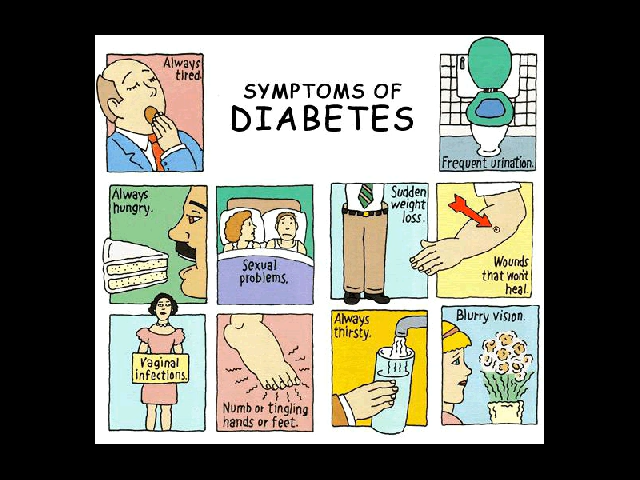 Always
tired.
SYMPTOMS OF
DIABETES
Frequent urination.
Always
hungry.
Sexual
problems.
Sudden
weight
loss.
Wounds
that won't
heal.
Vaginal
infections.
Numb or tingling
hands or feet.
Always
thirsty.
Blurry vision.